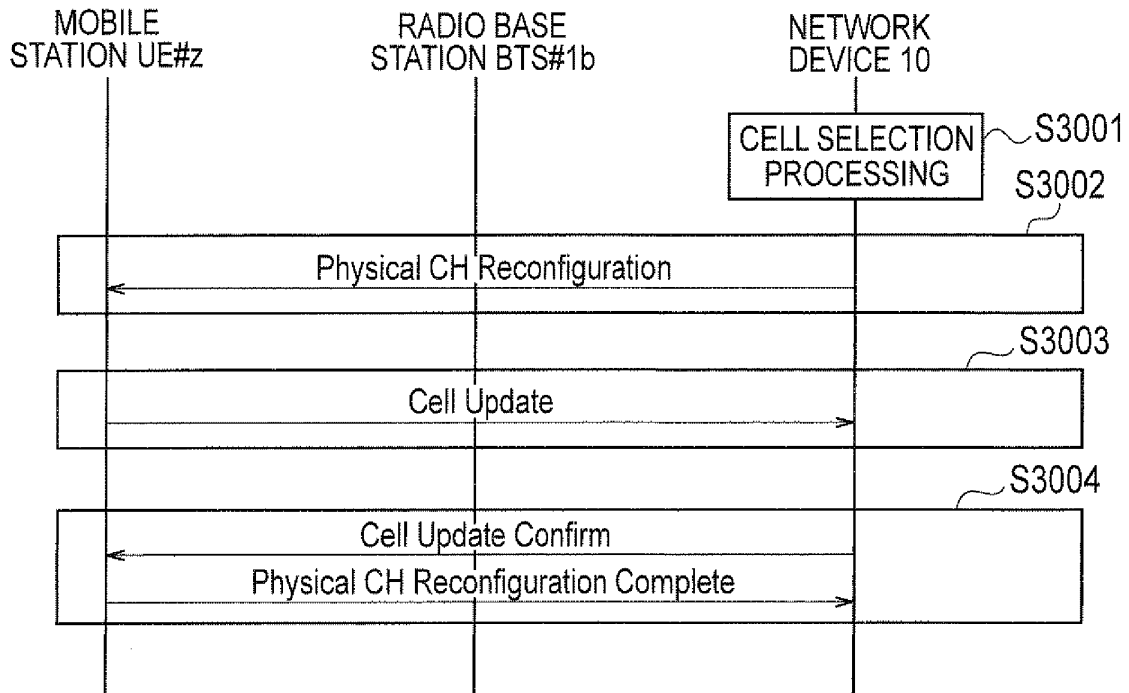 MOBILE
STATION UE#z
RADIO BASE
STATION BTS#1b
NETWORK
DEVICE 10
CELL SELECTION
PROCESSING
S3001
S3002
Physical CH Reconfiguration
S3003
Cell Update
S3004
Cell Update Confirm
Physical CH Reconfiguration Complete